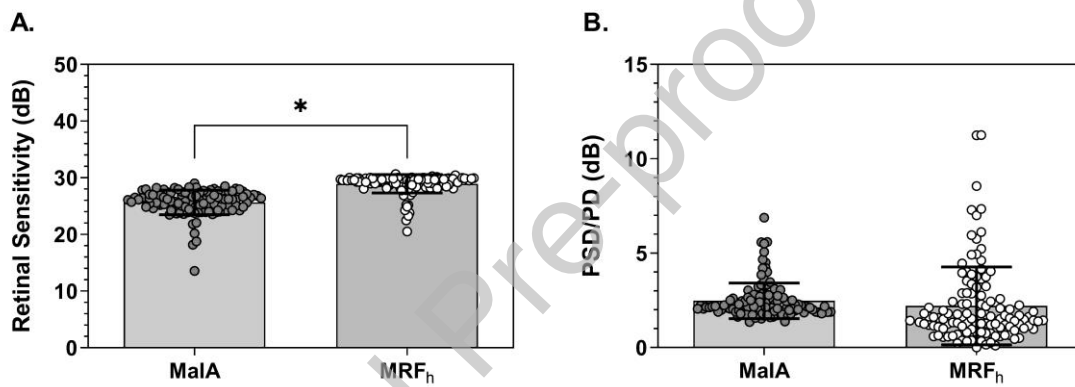 A.
Retinal Sensitivity (dB)
50
40
30
20
10
0
*
MaIA
MRFh
B.
PSD/PD (dB)
15
10
5
0
MaIA
MRFh
l Pre-proo